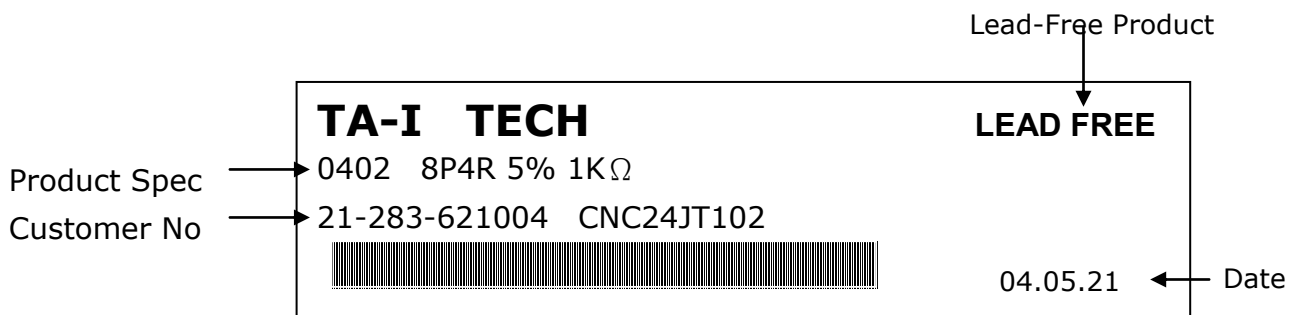 Lead-Free Product
TA-I TECH LEAD FREE
Product Spec 0402 8P4R 5% 1KΩ
Customer No 21-283-621004 CNC24JT102
04.05.21 Date